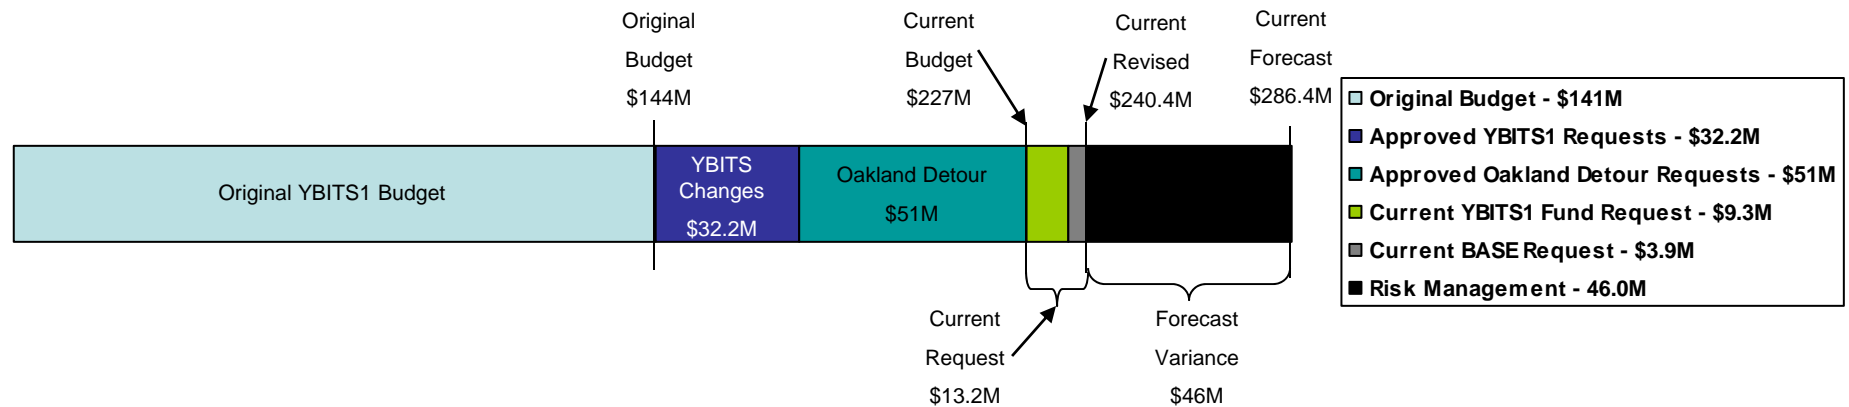 Original
Budget
$144M
Current
Budget
$227M
Current
Revised
$240.4M
Current
Forecast
$286.4M
Original YBITS1 Budget
YBITS
Changes
$32.2M
Oakland Detour
$51M
Original Budget - $141M
Approved YBITS1 Requests - $32.2M
Approved Oakland Detour Requests - $51M
Current YBITS1 Fund Request - $9.3M
Current BASE Request - $3.9M
Risk Management - 46.0M
Current
Request
$13.2M
Forecast
Variance
$46M